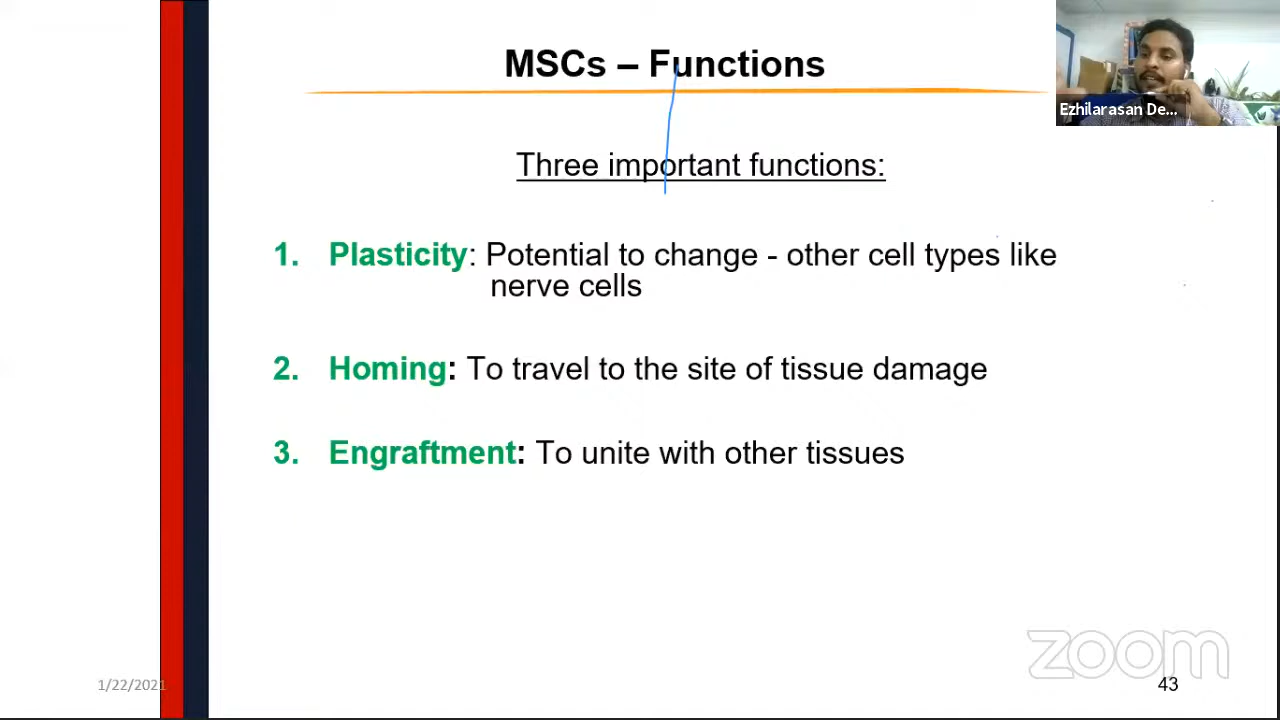 MSCs – Functions
Ezhilarasan De...
Three important functions:
1. Plasticity: Potential to change - other cell types like
nerve cells
2. Homing: To travel to the site of tissue damage
3. Engraftment: To unite with other tissues
zoom
1/22/2021
43